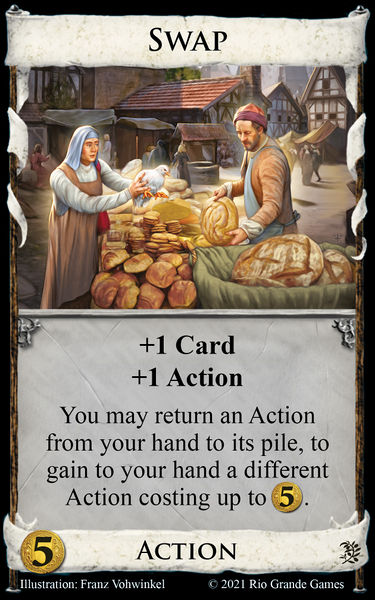 Swap
+1 Card
+1 Action
You may return an Action
from your hand to its pile, to
gain to your hand a different
Action costing up to 5.
5 Action
Illustration: Franz Vohwinkel © 2021 Rio Grande Games